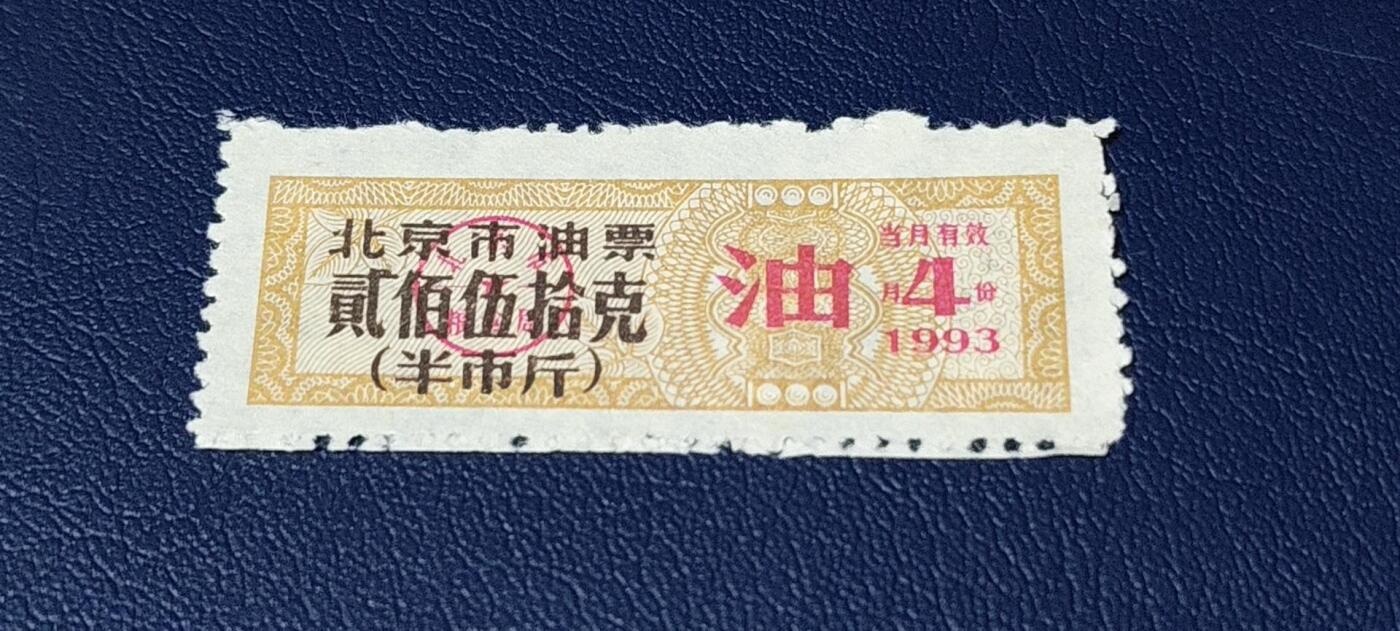 北京市油票
貳佰伍拾克
(半市斤)
油
当月有效
月4份
1993